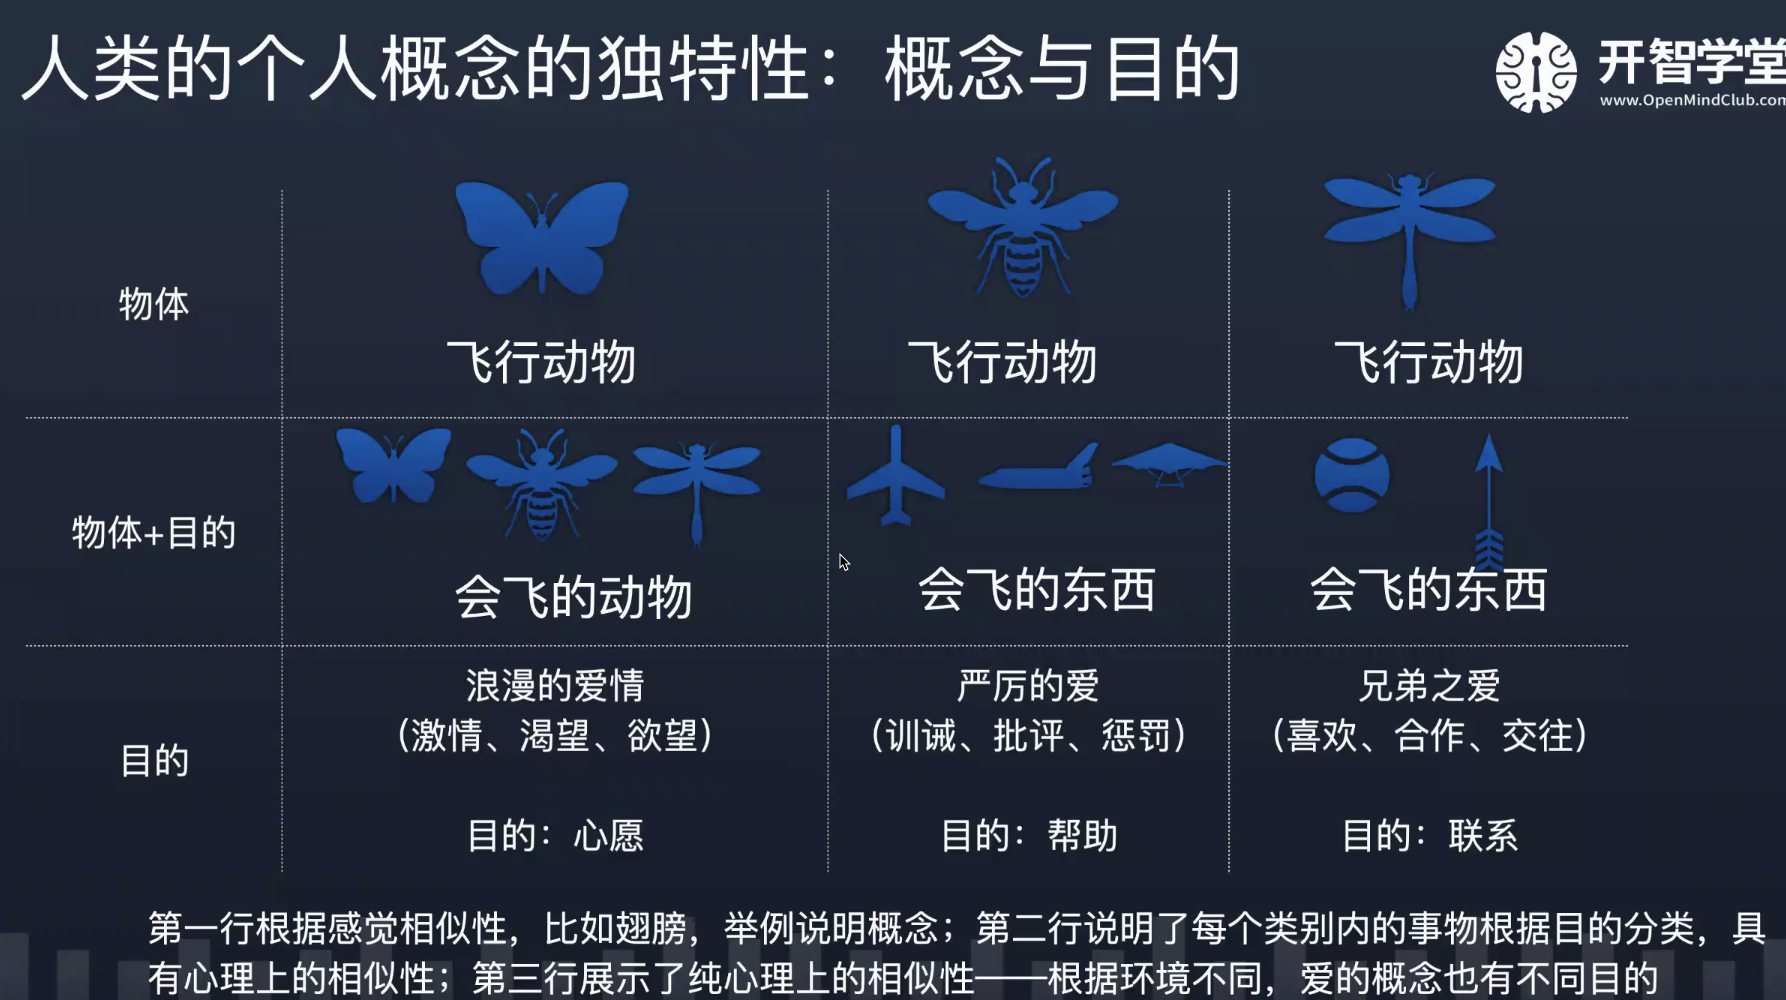 人类的个人概念的独特性：概念与目的
开智学堂
www.OpenMindClub.com
物体
飞行动物
飞行动物
飞行动物
物体+目的
会飞的动物
会飞的东西
会飞的东西
目的
浪漫的爱情
（激情、渴望、欲望）
目的：心愿
严厉的爱
（训诫、批评、惩罚）
目的：帮助
兄弟之爱
（喜欢、合作、交往）
目的：联系
第一行根据感觉相似性，比如翅膀，举例说明概念；第二行说明了每个类别内的事物根据目的分类，具
有心理上的相似性；第三行展示了纯心理上的相似性——根据环境不同，爱的概念也有不同目的